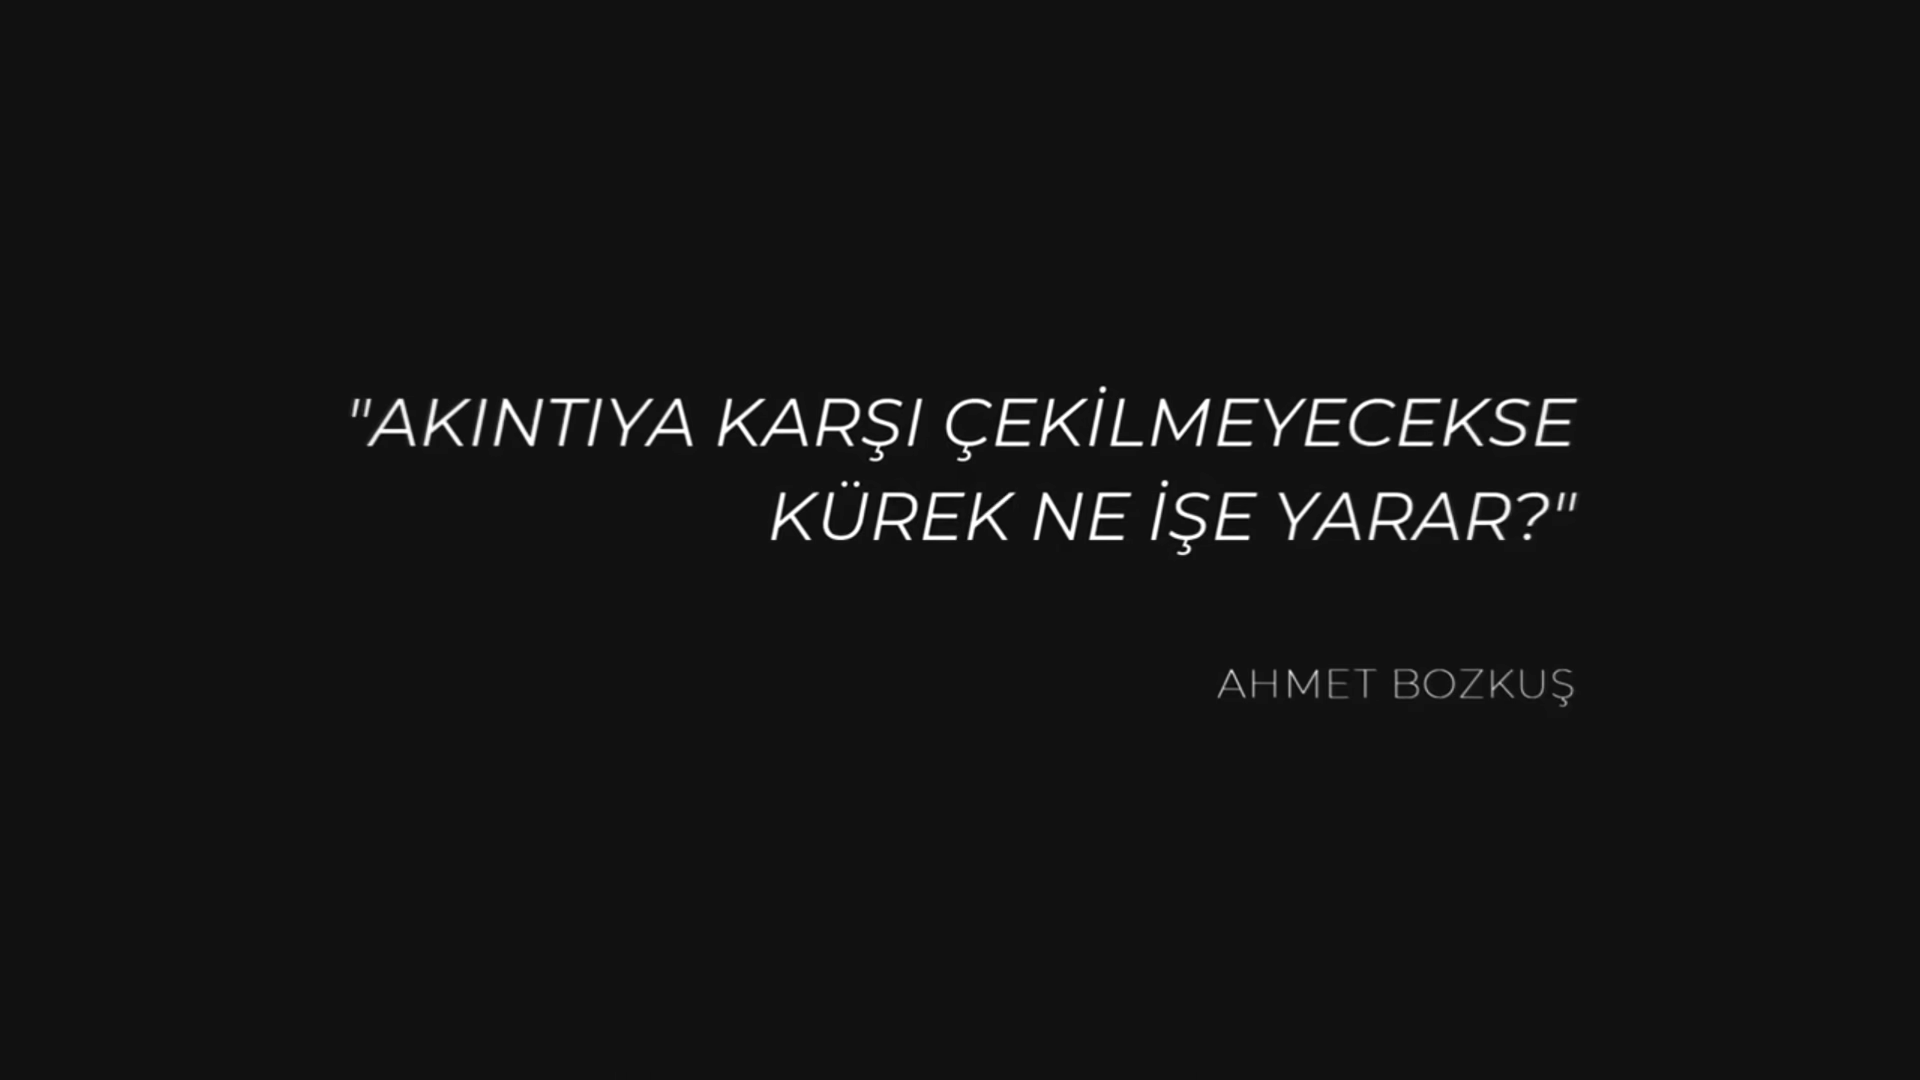 "AKINTIYA KARŞI ÇEKİLMEYECEKSE
KÜREK NE İŞE YARAR?"
AHMET BOZKUŞ